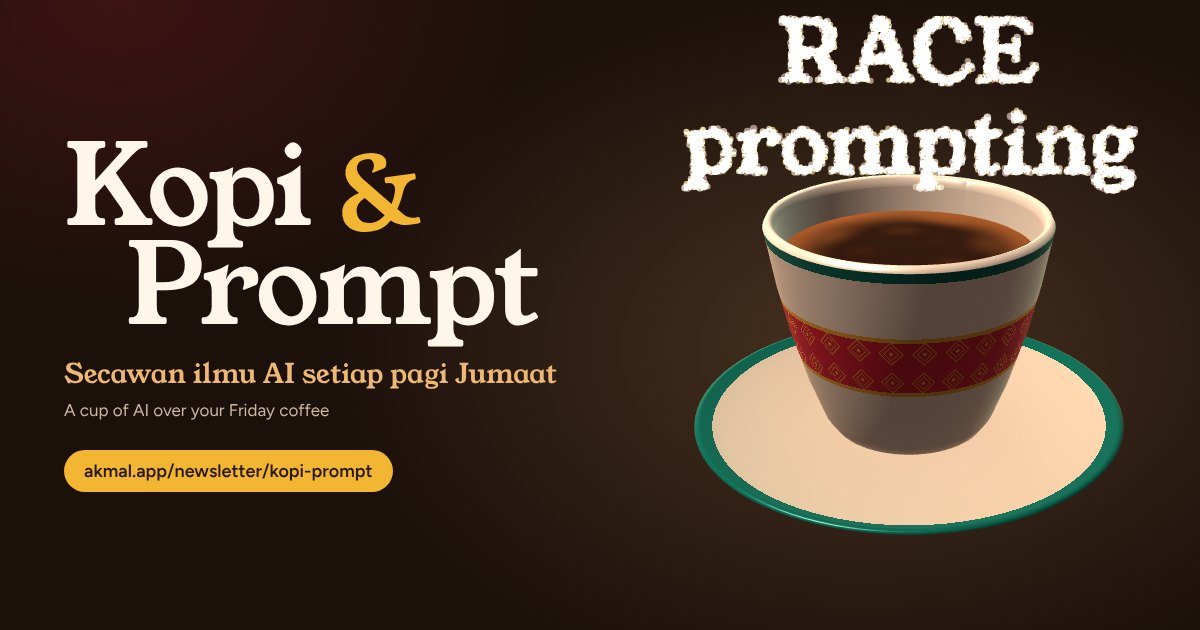 Kopi &
Prompt
Secawan ilmu AI setiap pagi Jumaat
A cup of AI over your Friday coffee
akmal.app/newsletter/kopi-prompt
RACE
prompting